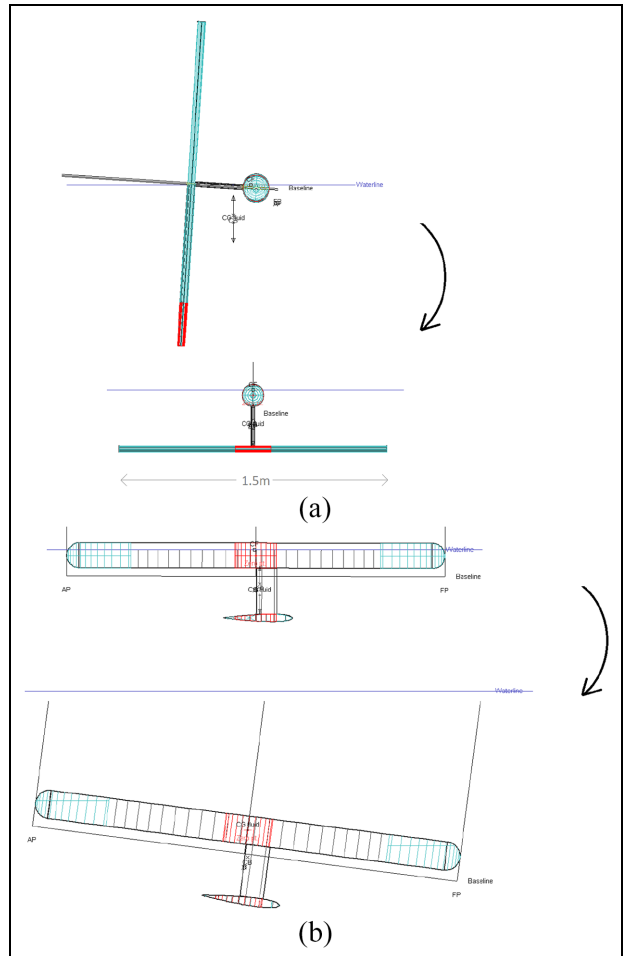 Baseline
Waterline
CG fluid
Baseline
CG fluid
1.5m
(a)
Waterline
Baseline
AP
FP
CG fluid
Waterline
CG fluid
AP
CB
Baseline
FP
(b)